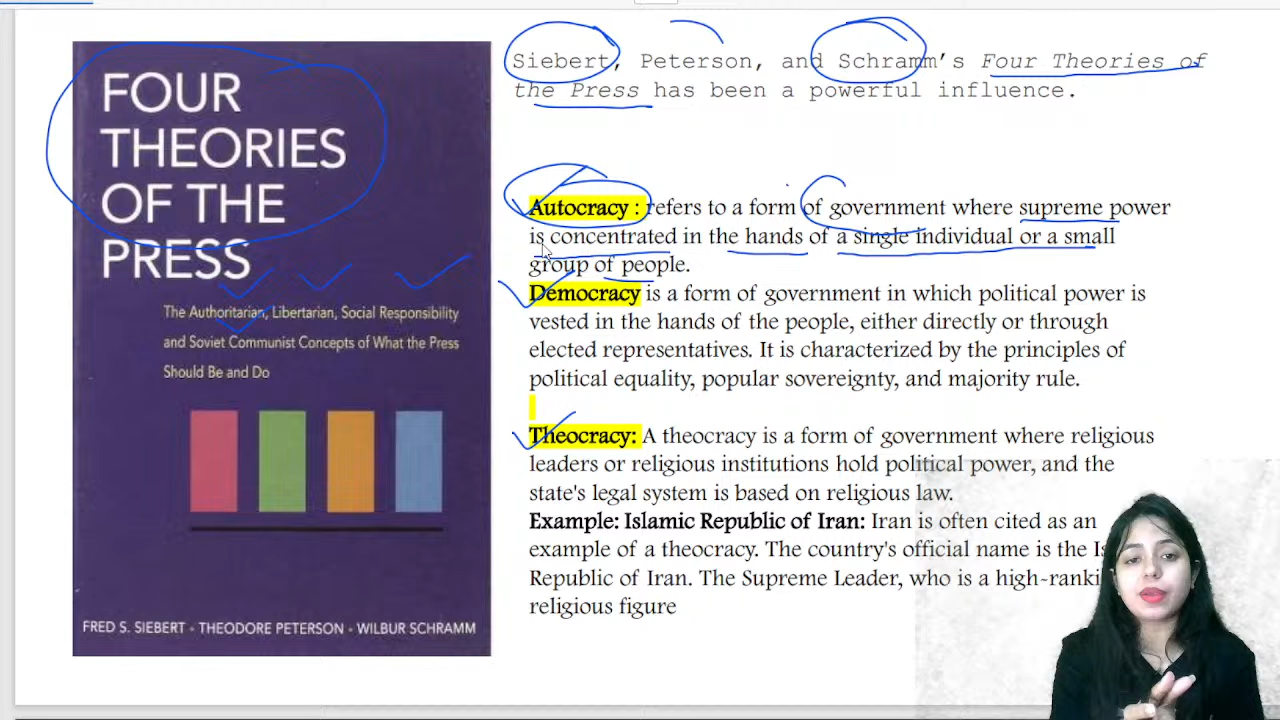 FOUR
THEORIES
OF THE
PRESS
The Authoritarian, Libertarian, Social Responsibility
and Soviet Communist Concepts of What the Press
Should Be and Do
FRED S. SIEBERT • THEODORE PETERSON • WILBUR SCHRAMM
Siebert, Peterson, and Schramm's Four Theories of
the Press has been a powerful influence.
Autocracy : refers to a form of government where supreme power
is concentrated in the hands of a single individual or a small
group of people.
Democracy is a form of government in which political power is
vested in the hands of the people, either directly or through
elected representatives. It is characterized by the principles of
political equality, popular sovereignty, and majority rule.
Theocracy: A theocracy is a form of government where religious
leaders or religious institutions hold political power, and the
state's legal system is based on religious law.
Example: Islamic Republic of Iran: Iran is often cited as an
example of a theocracy. The country's official name is the
Republic of Iran. The Supreme Leader, who is a
religious figure